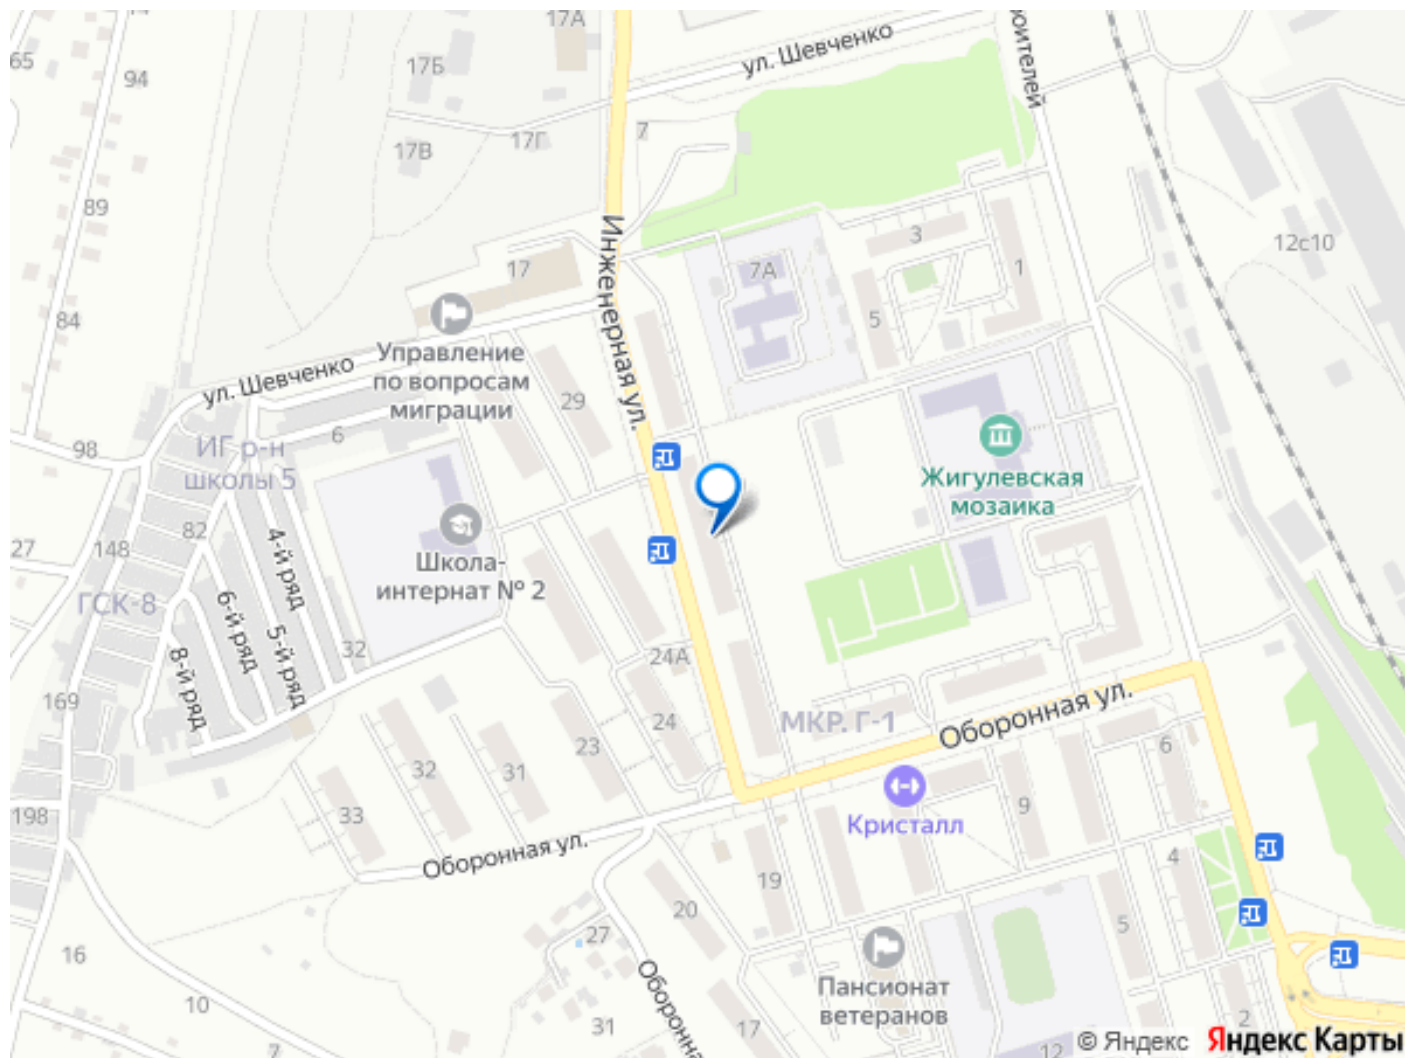 17А
роителей
65
ул. Шевченко
17Б
94
7
17Г
17В
89
3
12с10
Инженерная ул.
17
7А
1
84
5
Управление
по вопросам
миграции
ул. Шевченко
29
6
98
ИГ р-н
школы 5
Жигулевская
мозаика
82
27
148
4-й ряд
Школа-
интернат № 2
ГСК-8
6-й ряд
5-й ряд
8-й ряд
32
24А
169
24
МКР. Г-1
Оборонная ул.
23
6
32
31
33
Кристалл
9
198
Оборонная ул.
4
19
20
5
27
16
Оборонна
Пансионат
ветеранов
10
31
17
2
7
12
© Яндекс
Яндекс Карты